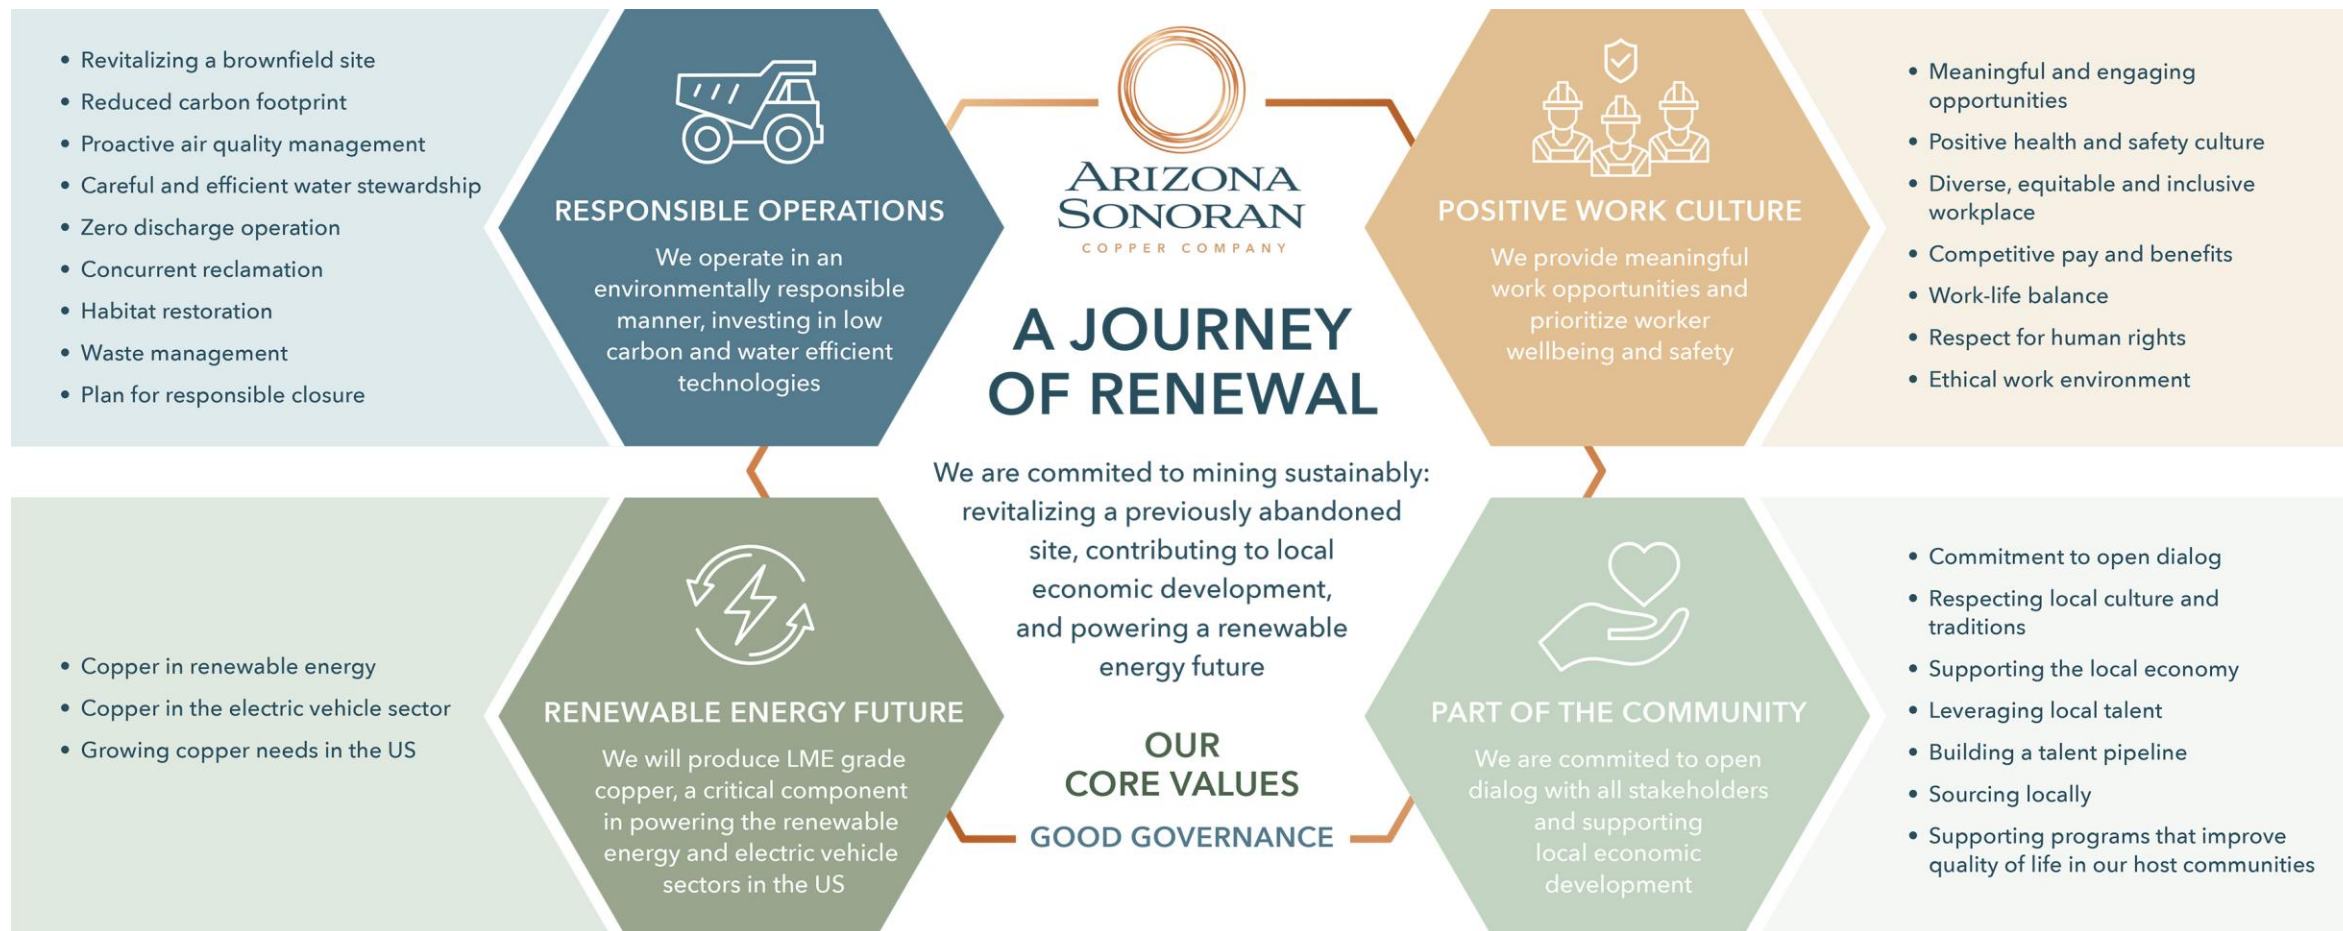 • Revitalizing a brownfield site
• Reduced carbon footprint
• Proactive air quality management
• Careful and efficient water stewardship
• Zero discharge operation
• Concurrent reclamation
• Habitat restoration
• Waste management
• Plan for responsible closure
RESPONSIBLE OPERATIONS
We operate in an
environmentally responsible
manner, investing in low
carbon and water efficient
technologies
ARIZONA
SONORAN
COPPER COMPANY
A JOURNEY
OF RENEWAL
We are commited to mining sustainably:
revitalizing a previously abandoned
site, contributing to local
economic development,
and powering a renewable
energy future
OUR
CORE VALUES
GOOD GOVERNANCE
POSITIVE WORK CULTURE
We provide meaningful
work opportunities and
prioritize worker
wellbeing and safety
• Meaningful and engaging
opportunities
• Positive health and safety culture
• Diverse, equitable and inclusive
workplace
• Competitive pay and benefits
• Work-life balance
• Respect for human rights
• Ethical work environment
• Copper in renewable energy
• Copper in the electric vehicle sector
• Growing copper needs in the US
RENEWABLE ENERGY FUTURE
We will produce LME grade
copper, a critical component
in powering the renewable
energy and electric vehicle
sectors in the US
PART OF THE COMMUNITY
We are commited to open
dialog with all stakeholders
and supporting
local economic
development
• Commitment to open dialog
• Respecting local culture and
traditions
• Supporting the local economy
• Leveraging local talent
• Building a talent pipeline
• Sourcing locally
• Supporting programs that improve
quality of life in our host communities